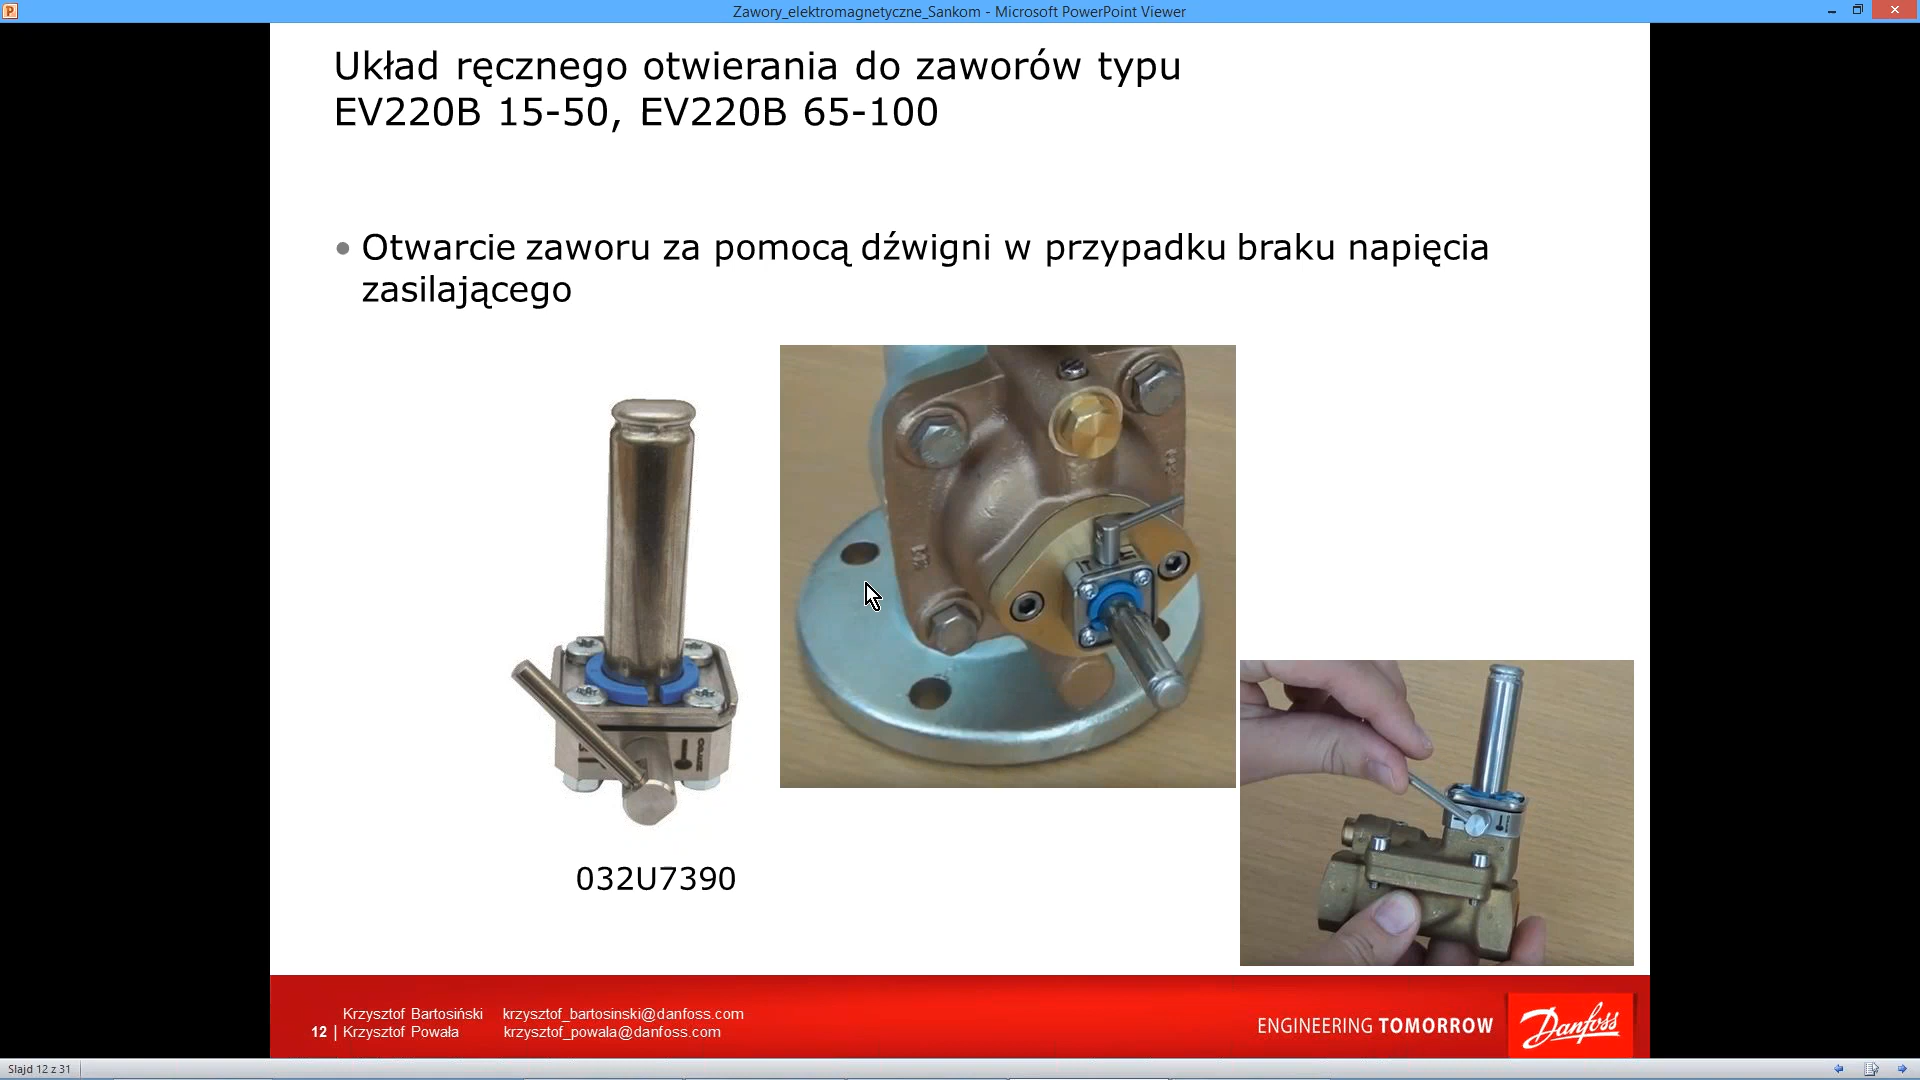 Zawory_elektromagnetyczne_Sankom - Microsoft PowerPoint Viewer
Układ ręcznego otwierania do zaworów typu
EV220B 15-50, EV220B 65-100
Otwarcie zaworu za pomocą dźwigni w przypadku braku napięcia
zasilającego
032U7390
Krzysztof Bartosiński krzysztof_bartosinski@danfoss.com
12 | Krzysztof Powała krzysztof_powala@danfoss.com
ENGINEERING TOMORROW
Danfoss
Slajd 12 z 31